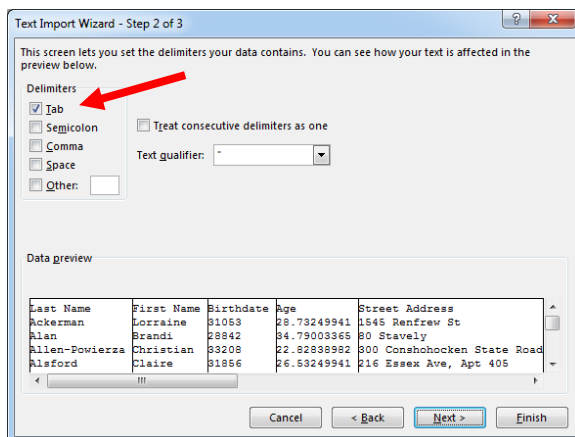 Text Import Wizard - Step 2 of 3
This screen lets you set the delimiters your data contains. You can see how your text is affected in the
preview below.
Delimiters
Tab
Semicolon
Comma
Space
Other:
Treat consecutive delimiters as one
Text qualifier: "
Data preview
Last Name First Name Birthdate Age Street Address
Ackerman Lorraine 31053 28.73249941 1545 Renfrew St
Alan Brandi 28842 34.79003365 80 Stavely
Allen-Powierza Christian 33208 22.82838982 300 Conshohocken State Road
Alsford Claire 31856 26.53249941 216 Essex Ave, Apt 405
Cancel < Back Next > Finish